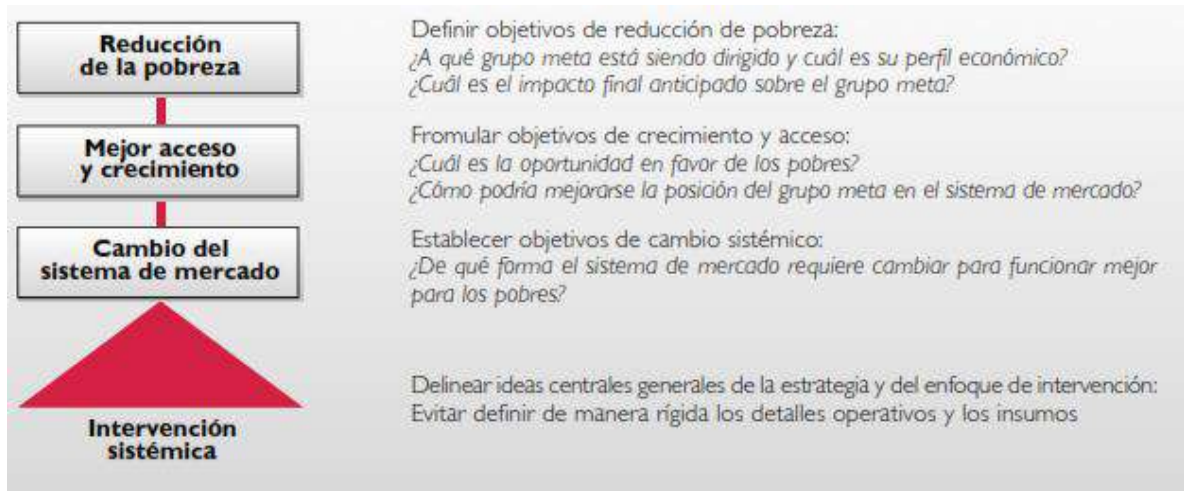 Reducción
de la pobreza
Definir objetivos de reducción de pobreza:
¿A qué grupo meta está siendo dirigido y cuál es su perfil económico?
¿Cuál es el impacto final anticipado sobre el grupo meta?
Mejor acceso
y crecimiento
Fromular objetivos de crecimiento y acceso:
¿Cuál es la oportunidad en favor de los pobres?
¿Cómo podría mejorarse la posición del grupo meta en el sistema de mercado?
Cambio del
sistema de mercado
Establecer objetivos de cambio sistémico:
¿De qué forma el sistema de mercado requiere cambiar para funcionar mejor
para los pobres?
Intervención
sistémica
Delinear ideas centrales generales de la estrategia y del enfoque de intervención:
Evitar definir de manera rígida los detalles operativos y los insumos